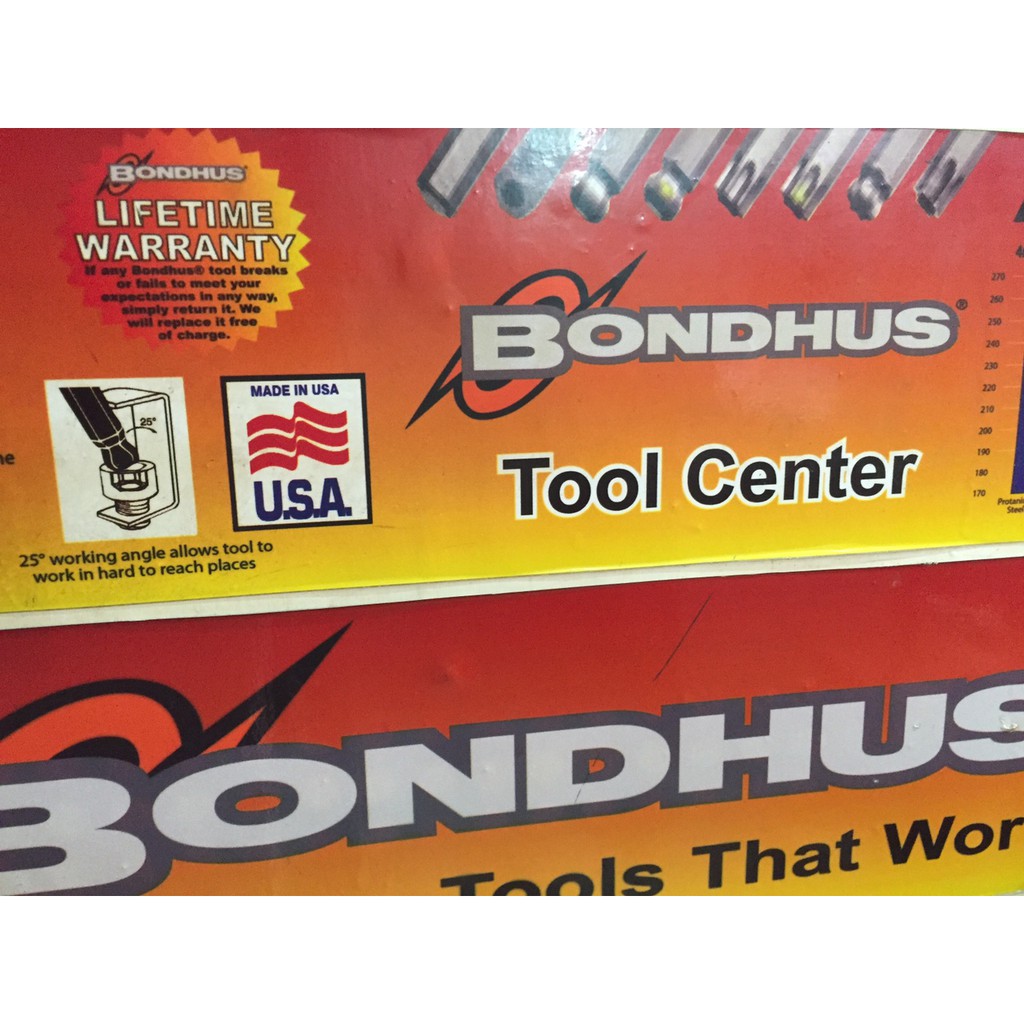 BONDHUS
LIFETIME
WARRANTY
If any Bondhus® tool breaks
or fails to meet your
expectations in any way,
simply return it. We
will replace it free
of charge.
BONDHUS®
Tool Center
25°
MADE IN USA
U.S.A.
25° working angle allows tool to
work in hard to reach places
270
260
250
240
230
220
210
200
190
180
170
BONDHUS
Tools That Wor